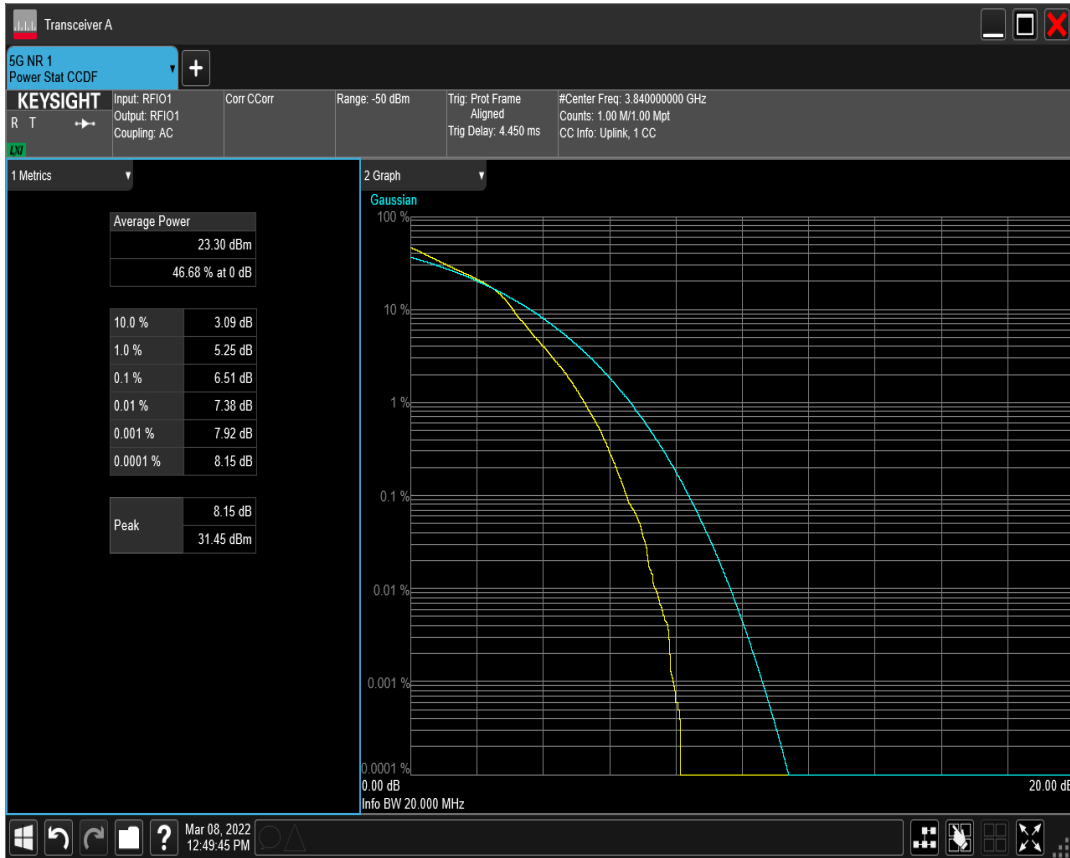 Transceiver A
5G NR 1
Power Stat CCDF
+
KEYSIGHT
R T
LXI
Input: RFIO1
Output: RFIO1
Coupling: AC
Corr CCorr
Range: -50 dBm
Trig: Prot Frame
Aligned
Trig Delay: 4.450 ms
#Center Freq: 3.840000000 GHz
Counts: 1.00 M/1.00 Mpt
CC Info: Uplink, 1 CC
1 Metrics
Average Power
23.30 dBm
46.68 % at 0 dB
10.0 % 3.09 dB
1.0 % 5.25 dB
0.1 % 6.51 dB
0.01 % 7.38 dB
0.001 % 7.92 dB
0.0001 % 8.15 dB
Peak
8.15 dB
31.45 dBm
2 Graph
Gaussian
100 %
10 %
1 %
0.1 %
0.01 %
0.001 %
0.0001 %
0.00 dB
20.00 dB
Info BW 20.000 MHz
?
Mar 08, 2022
12:49:45 PM